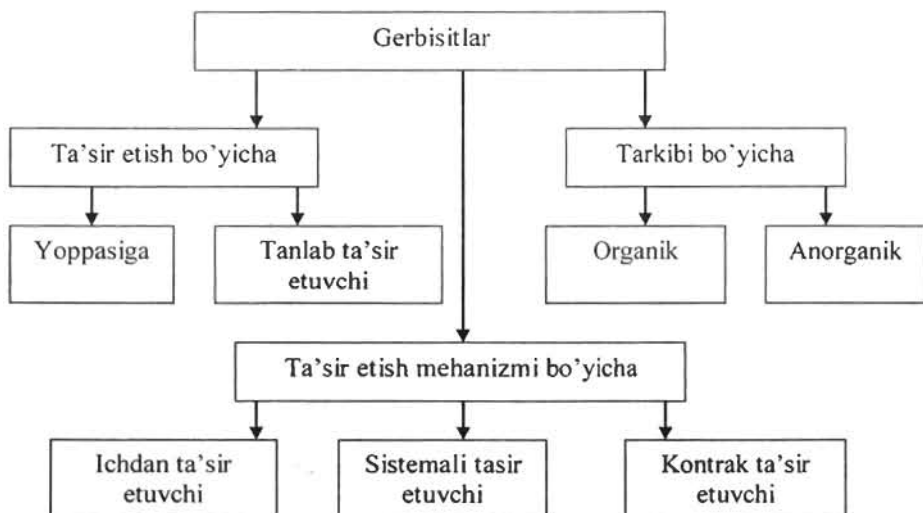 Gerbisitlar
Ta'sir etish bo'yicha
Tarkibi bo'yicha
Yoppasiga
Tanlab ta'sir
etuvchi
Organik
Anorganik
Ta'sir etish mehanizmi bo'yicha
Ichdan ta'sir
etuvchi
Sistemali tasir
etuvchi
Kontrak ta'sir
etuvchi